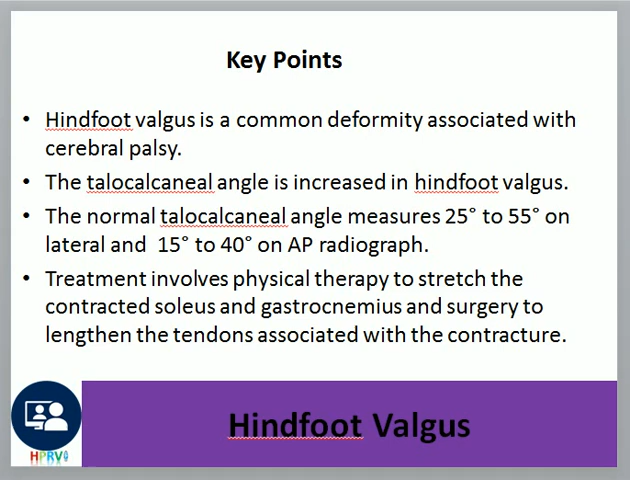 Key Points
• Hindfoot valgus is a common deformity associated with
cerebral palsy.
• The talocalcaneal angle is increased in hindfoot valgus.
• The normal talocalcaneal angle measures 25° to 55° on
lateral and 15° to 40° on AP radiograph.
• Treatment involves physical therapy to stretch the
contracted soleus and gastrocnemius and surgery to
lengthen the tendons associated with the contracture.
Hindfoot Valgus
HPRV